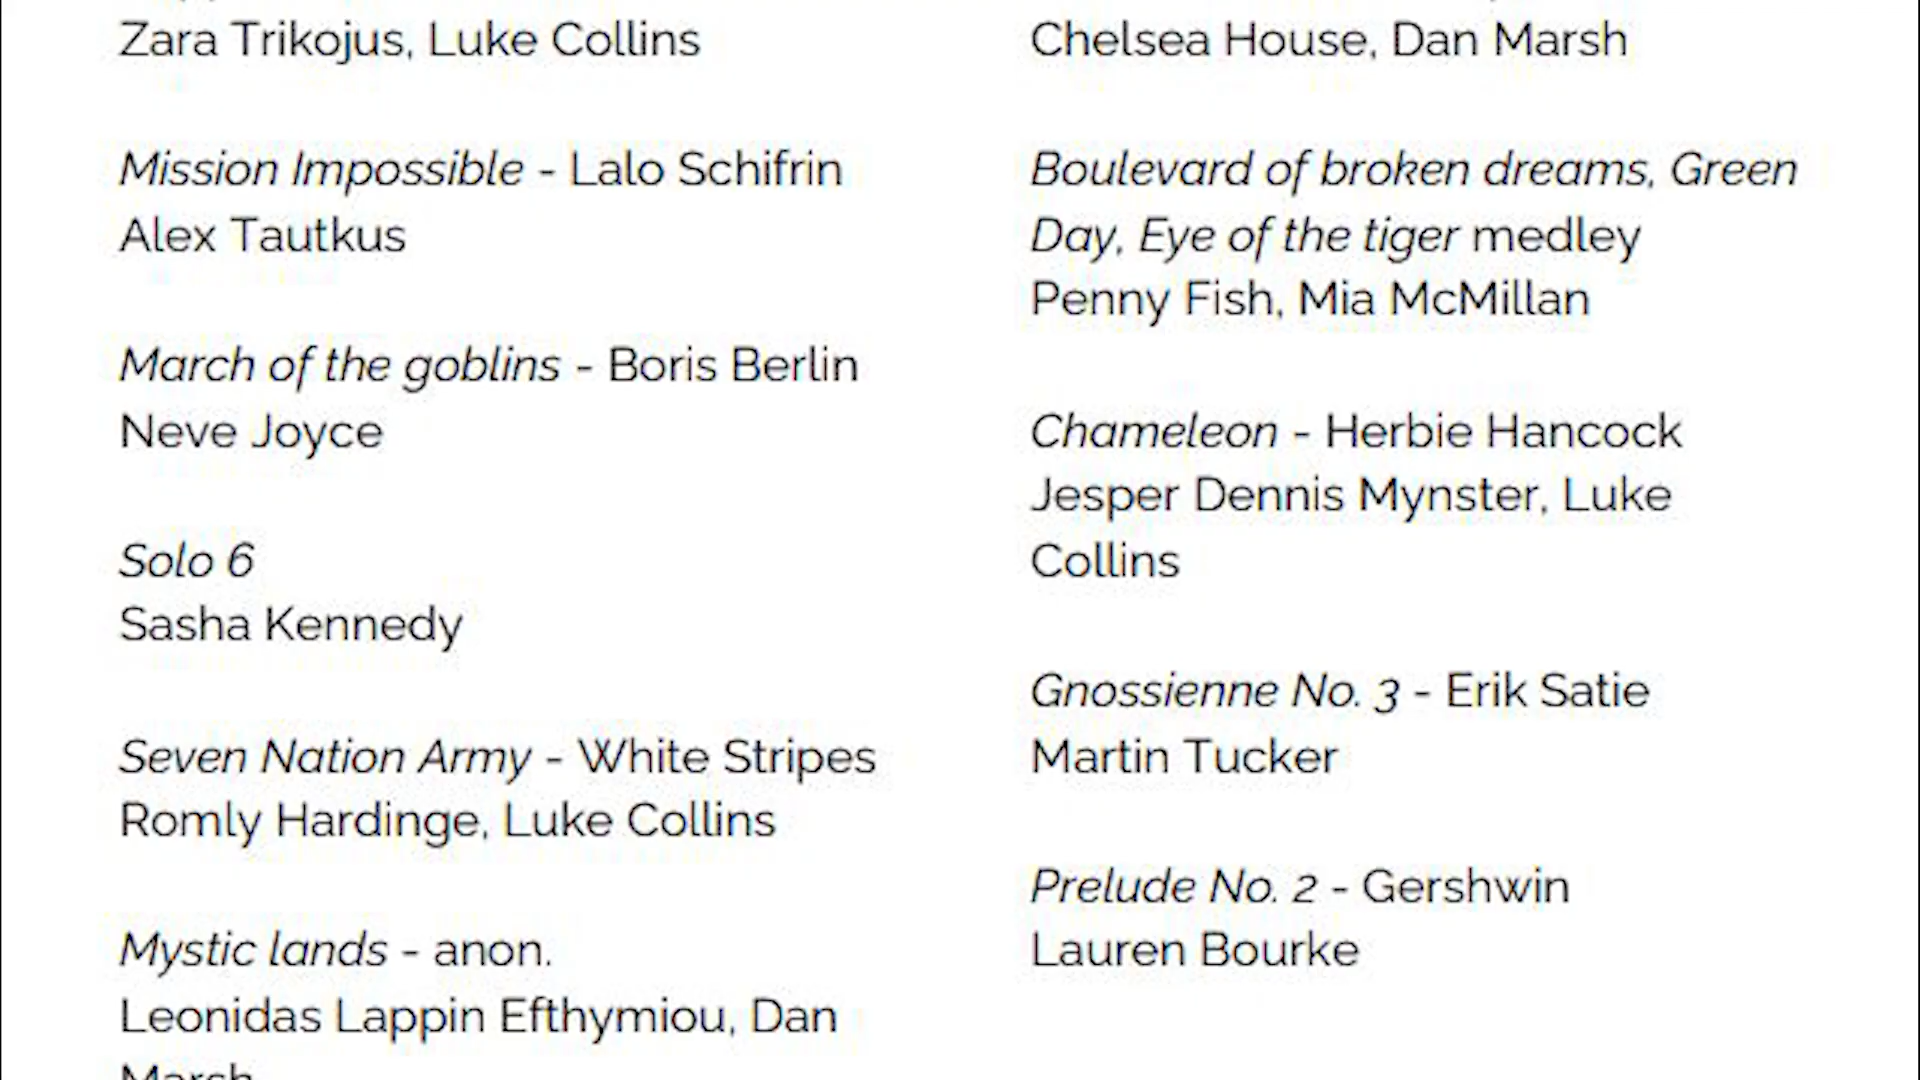 Zara Trikojus, Luke Collins
Mission Impossible - Lalo Schifrin
Alex Tautkus
March of the goblins - Boris Berlin
Neve Joyce
Solo 6
Sasha Kennedy
Seven Nation Army - White Stripes
Romly Hardinge, Luke Collins
Mystic lands - anon.
Leonidas Lappin Efthymiou, Dan
Marsh
Chelsea House, Dan Marsh
Boulevard of broken dreams, Green
Day, Eye of the tiger medley
Penny Fish, Mia McMillan
Chameleon - Herbie Hancock
Jesper Dennis Mynster, Luke
Collins
Gnossienne No. 3 - Erik Satie
Martin Tucker
Prelude No. 2 - Gershwin
Lauren Bourke